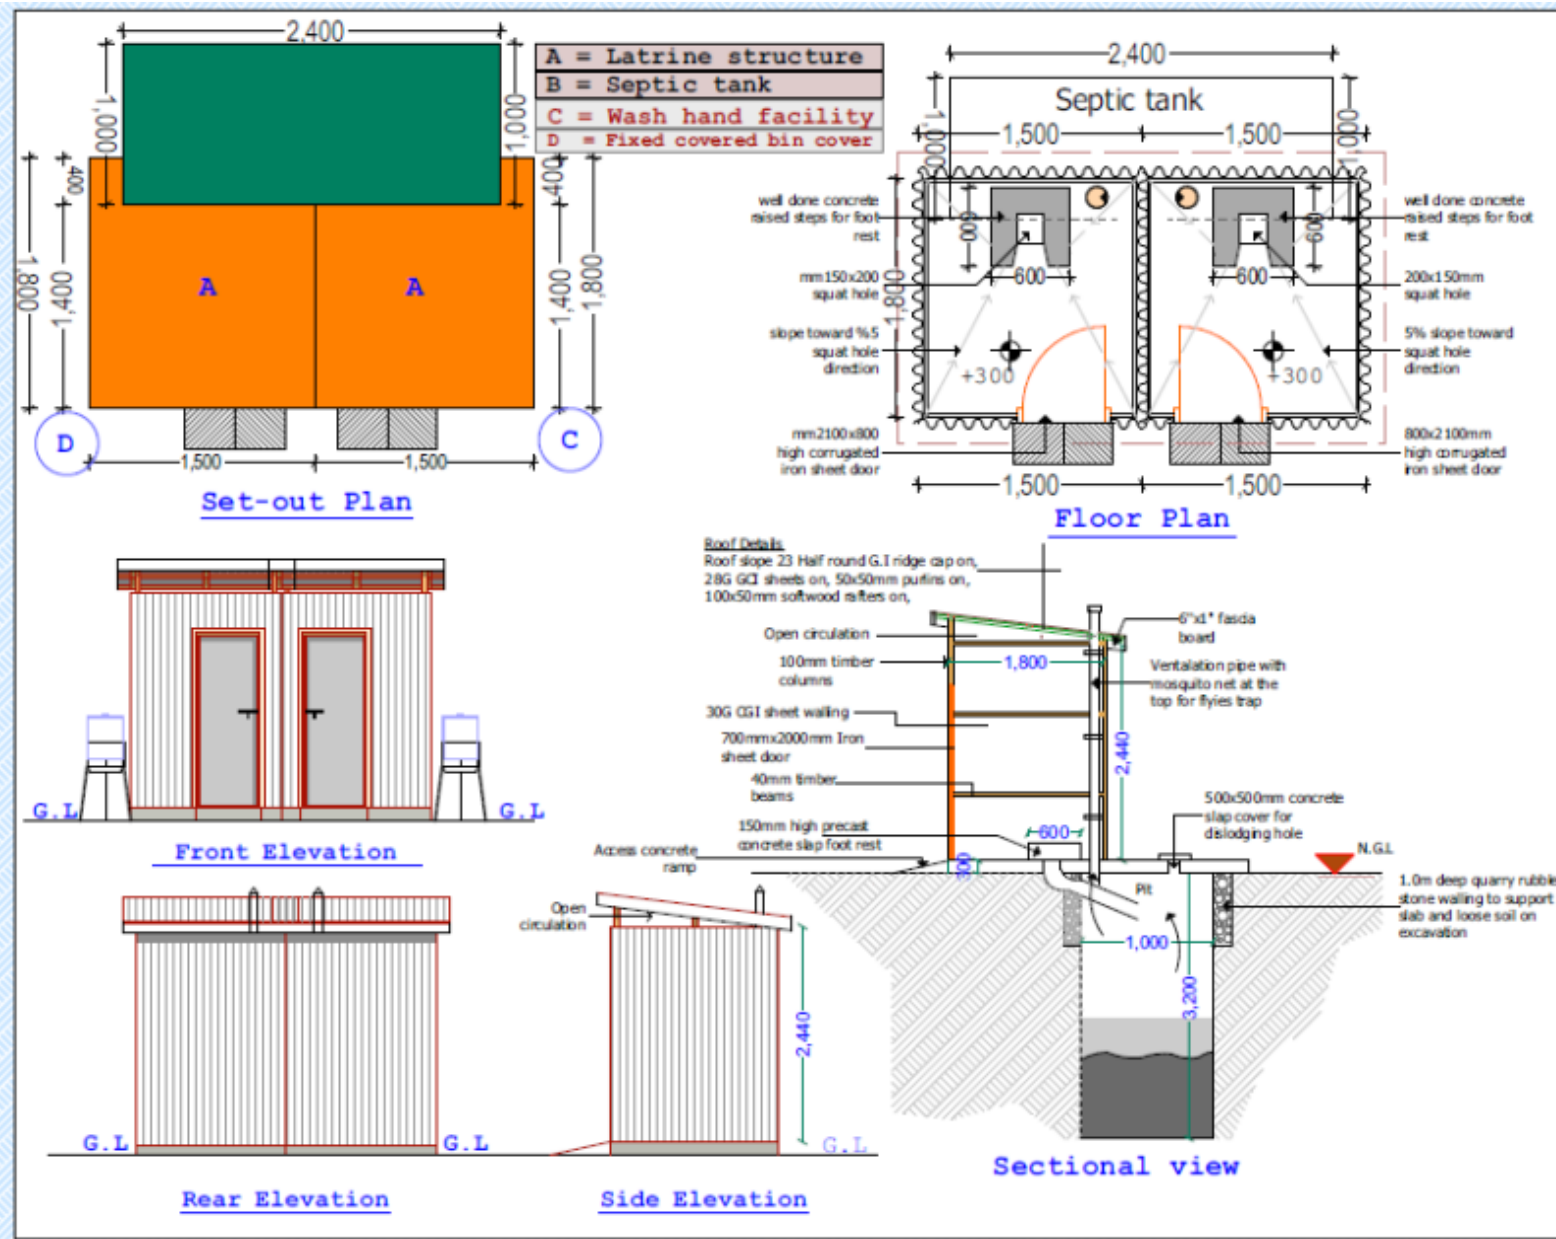 2,400
1,000
1,000
400
400
1,800
1,400
1,400
1,800
A
A
D
C
1,500
1,500
Set-out Plan
A = Latrine structure
B = Septic tank
C = Wash hand facility
D = Fixed covered bin cover
2,400
Septic tank
1,000
1,000
1,500
1,500
well done concrete
raised steps for foot
rest
mm150x200
squat hole
slope toward %5
squat hole
direction
mm2100x800
high corrugated
iron sheet door
1,800
600
600
600
600
+300
+300
well done concrete
raised steps for foot
rest
200x150mm
squat hole
5% slope toward
squat hole
direction
800x2100mm
high corrugated
iron sheet door
1,500
1,500
Floor Plan
G.L
G.L
Front Elevation
Roof Details
Roof slope 23 Half round G.I ridge cap on,
28G GCI sheets on, 50x50mm purlins on,
100x50mm softwood rafters on,
Open circulation
100mm timber
columns
30G CGI sheet walling
700mmx2000mm Iron
sheet door
40mm timber
beams
150mm high precast
concrete slap foot rest
Access concrete
ramp
1,800
2,440
600
300
6"x1" fascia
board
Ventalation pipe with
mosquito net at the
top for flyies trap
500x500mm concrete
slap cover for
dislodging hole
N.G.L
Pit
1.0m deep quarry rubble
stone walling to support
slab and loose soil on
excavation
1,000
3,200
Sectional view
G.L
G.L
Rear Elevation
Open
circulation
2,440
G.L
Side Elevation